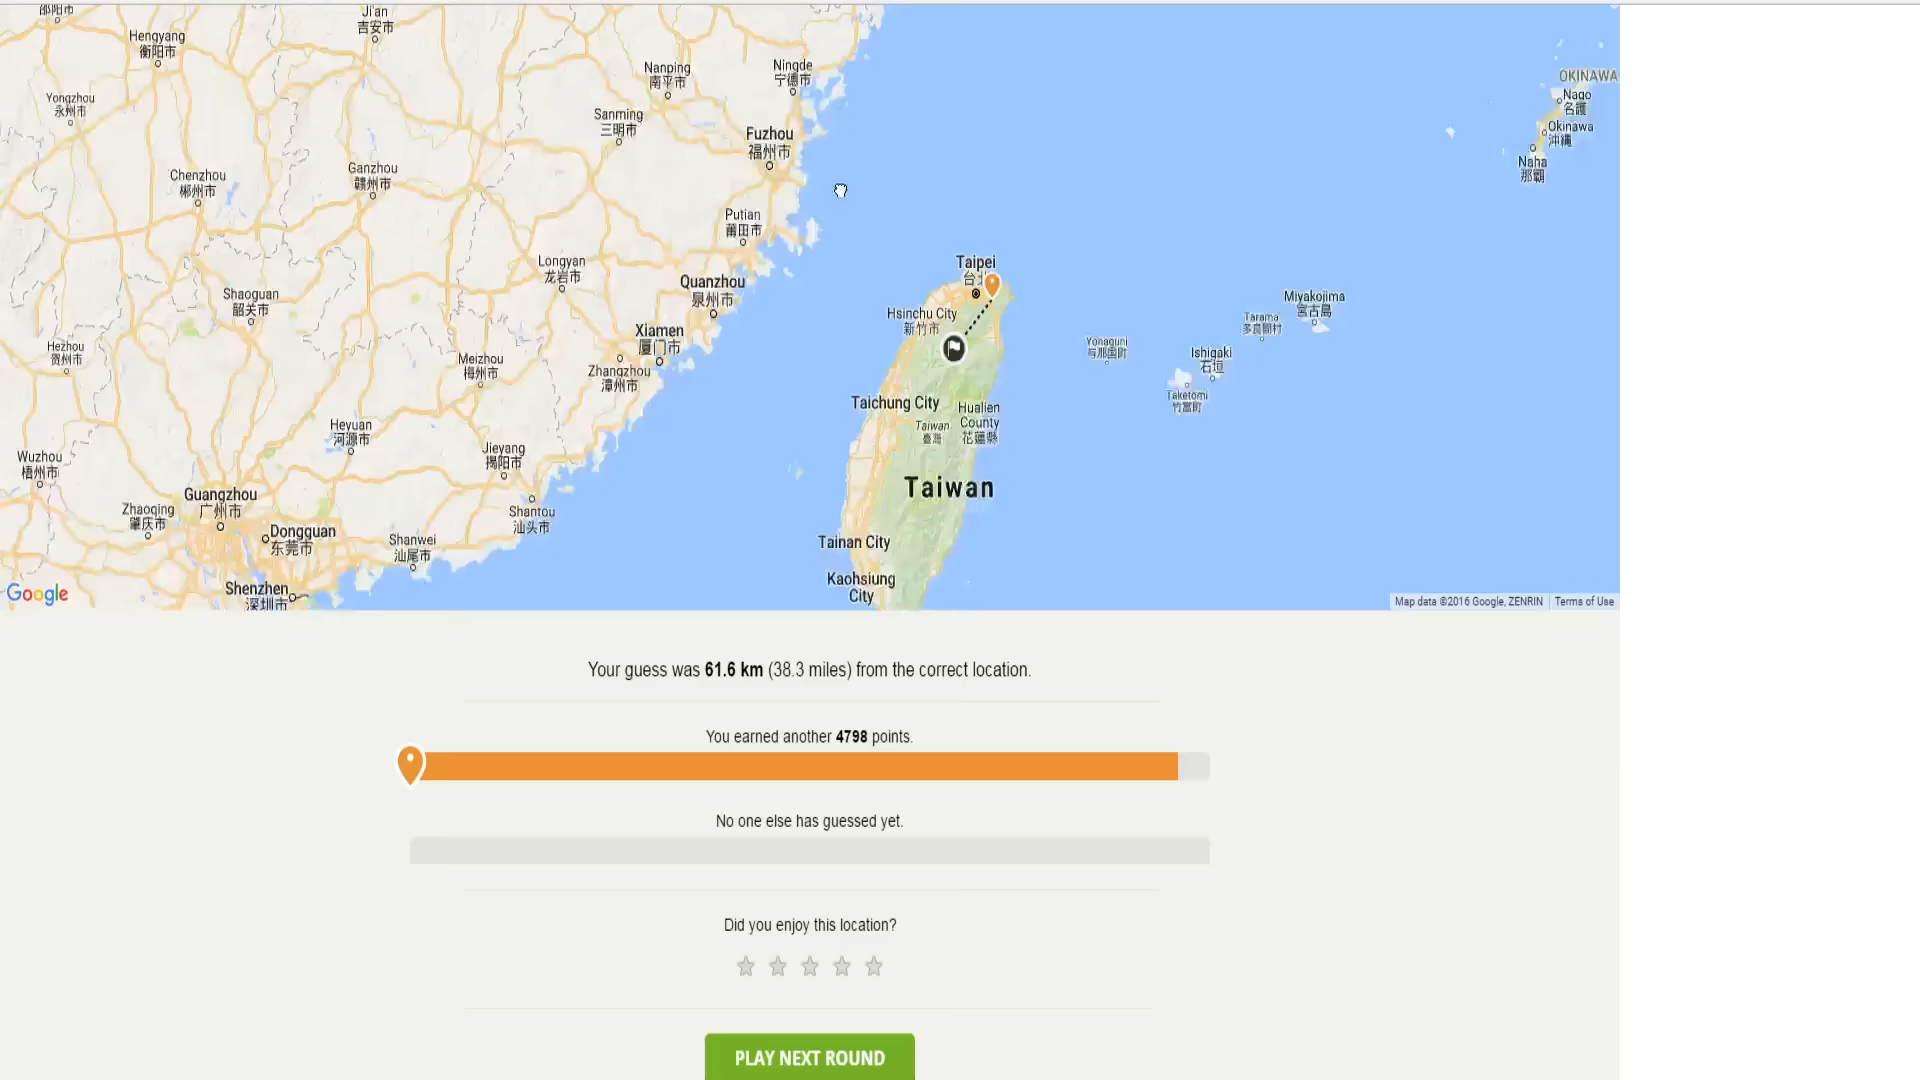 邵阳市
Ji'an
吉安市
Hengyang
衡阳市
OKINAWA
Nanping
南平市
Ningde
宁德市
Yongzhou
永州市
Nago
名護
Sanming
三明市
Fuzhou
福州市
Okinawa
沖縄
Naha
那覇
Chenzhou
郴州市
Ganzhou
赣州市
Putian
莆田市
Longyan
龙岩市
Taipei
Quanzhou
泉州市
Shaoguan
韶关市
Hsinchu City
新竹市
Miyakojima
宮古島
Tarama
多良間村
Xiamen
厦门市
Hezhou
贺州市
Meizhou
梅州市
Zhangzhou
漳州市
Yonaguni
与那国町
Ishigaki
石垣
Taketomi
竹富町
Taichung City
Hualien
County
花蓮縣
Taiwan
臺灣
Heyuan
河源市
Jieyang
揭阳市
Wuzhou
梧州市
Taiwan
Guangzhou
广州市
Zhaoqing
肇庆市
Dongguan
东莞市
Shantou
汕头市
Shanwei
汕尾市
Tainan City
Kaohsiung
City
Shenzhen
深圳市
Google
Map data ©2016 Google, ZENRIN
Terms of Use
Your guess was 61.6 km (38.3 miles) from the correct location.
You earned another 4798 points.
No one else has guessed yet.
Did you enjoy this location?
PLAY NEXT ROUND